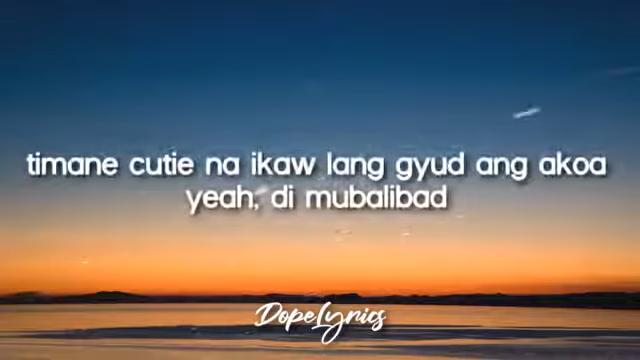 timane cutie na ikaw lang gyud ang akoa
yeah, di mubalibad
DopeLyrics